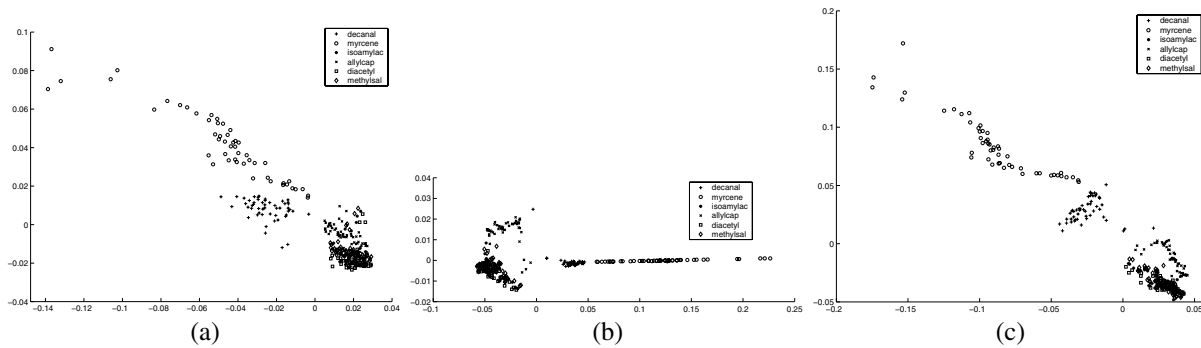 0.1
0.08
0.06
0.04
0.02
0
−0.02
−0.04
−0.14
−0.12
−0.1
−0.08
−0.06
−0.04
−0.02
0
0.02
0.04
decanal
myrcene
isoamylac
allylcap
diacetyl
methylsal
(a)
0.04
0.03
0.02
0.01
0
−0.01
−0.02
−0.1
−0.05
0
0.05
0.1
0.15
0.2
0.25
decanal
myrcene
isoamylac
allylcap
diacetyl
methylsal
(b)
0.2
0.15
0.1
0.05
0
−0.05
−0.2
−0.15
−0.1
−0.05
0
0.05
decanal
myrcene
isoamylac
allylcap
diacetyl
methylsal
(c)